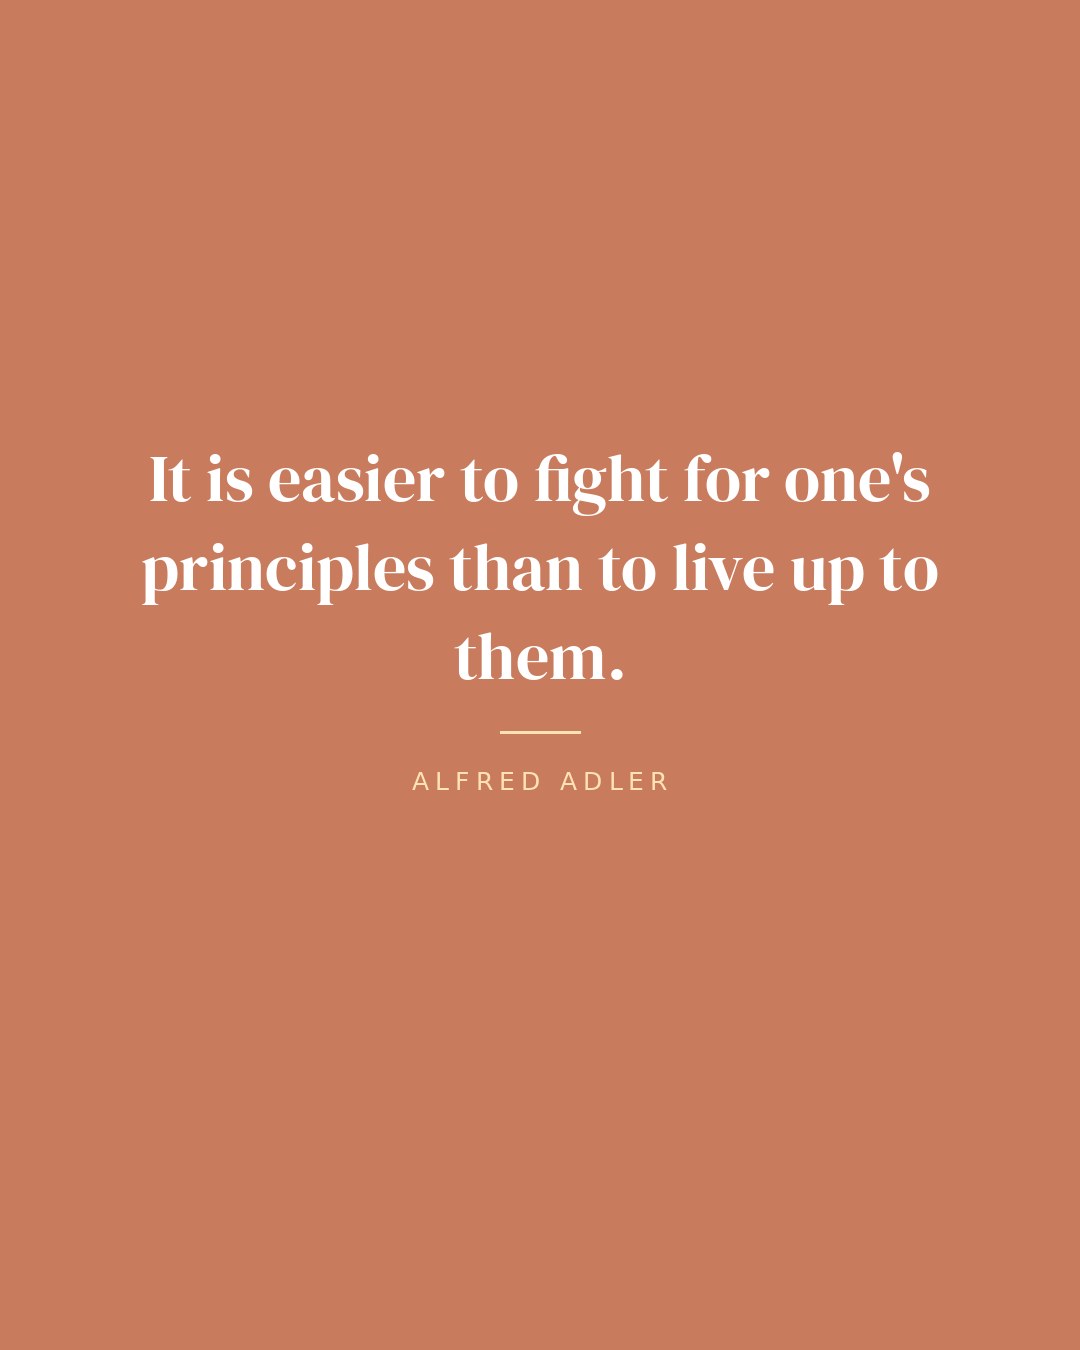 It is easier to fight for one's
principles than to live up to
them.
ALFRED ADLER